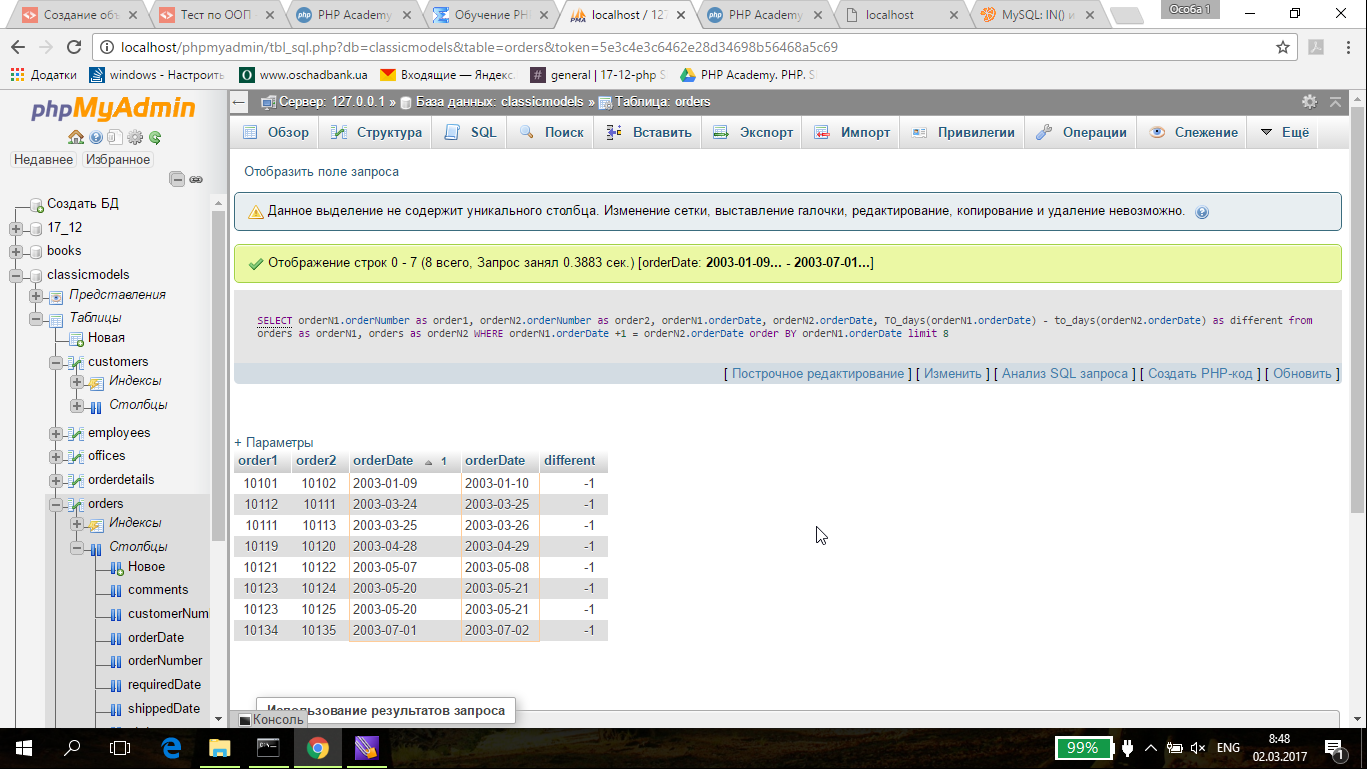 Создание объ
Тест по ООП
PHP Academy
Обучение PH
localhost / 127
PHP Academy
localhost
MySQL: IN() и
Особа 1
localhost/phpmyadmin/tbl_sql.php?db=classicmodels&table=orders&token=5e3c4e3c6462e28d34698b56468a5c69
Додатки
windows - Настроить
www.oschadbank.ua
Входящие — Яндекс.
general | 17-12-php S
PHP Academy. PHP. S
phpMyAdmin
Недавнее Избранное
Создать БД
17_12
books
classicmodels
Представления
Таблицы
Новая
customers
Индексы
Столбцы
employees
offices
orderdetails
orders
Индексы
Столбцы
Новое
comments
customerNum
orderDate
orderNumber
requiredDate
shippedDate
Сервер: 127.0.0.1 » База данных: classicmodels » Таблица: orders
Обзор Структура SQL Поиск Вставить Экспорт Импорт Привилегии Операции Слежение Ещё
Отобразить поле запроса
Данное выделение не содержит уникального столбца. Изменение сетки, выставление галочки, редактирование, копирование и удаление невозможно.
Отображение строк 0 - 7 (8 всего, Запрос занял 0.3883 сек.) [orderDate: 2003-01-09... - 2003-07-01...]
SELECT orderN1.orderNumber as order1, orderN2.orderNumber as order2, orderN1.orderDate, orderN2.orderDate, TO_days(orderN1.orderDate) - to_days(orderN2.orderDate) as different from
orders as orderN1, orders as orderN2 WHERE orderN1.orderDate +1 = orderN2.orderDate order BY orderN1.orderDate limit 8
[ Построчное редактирование ] [ Изменить ] [ Анализ SQL запроса ] [ Создать PHP-код ] [ Обновить ]
+ Параметры
order1 order2 orderDate 1 orderDate different
10101 10102 2003-01-09 2003-01-10 -1
10112 10111 2003-03-24 2003-03-25 -1
10111 10113 2003-03-25 2003-03-26 -1
10119 10120 2003-04-28 2003-04-29 -1
10121 10122 2003-05-07 2003-05-08 -1
10123 10124 2003-05-20 2003-05-21 -1
10123 10125 2003-05-20 2003-05-21 -1
10134 10135 2003-07-01 2003-07-02 -1
Использование результатов запроса
Консоль
99%
ENG
8:48
02.03.2017
1